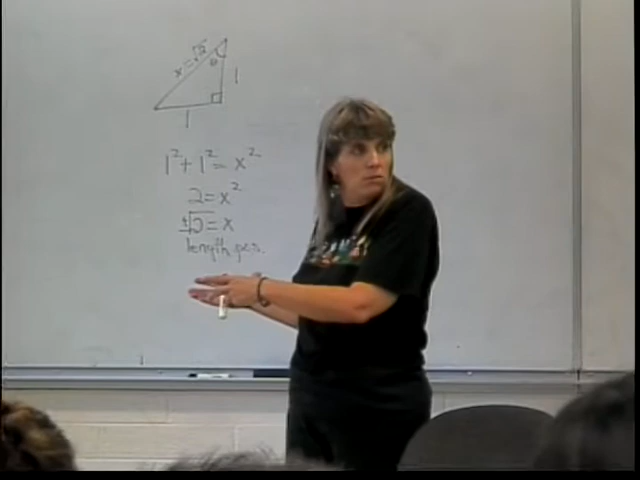 x=√2
θ
1
1
1²+1²=x²
2=x²
±√2=x
length pos.